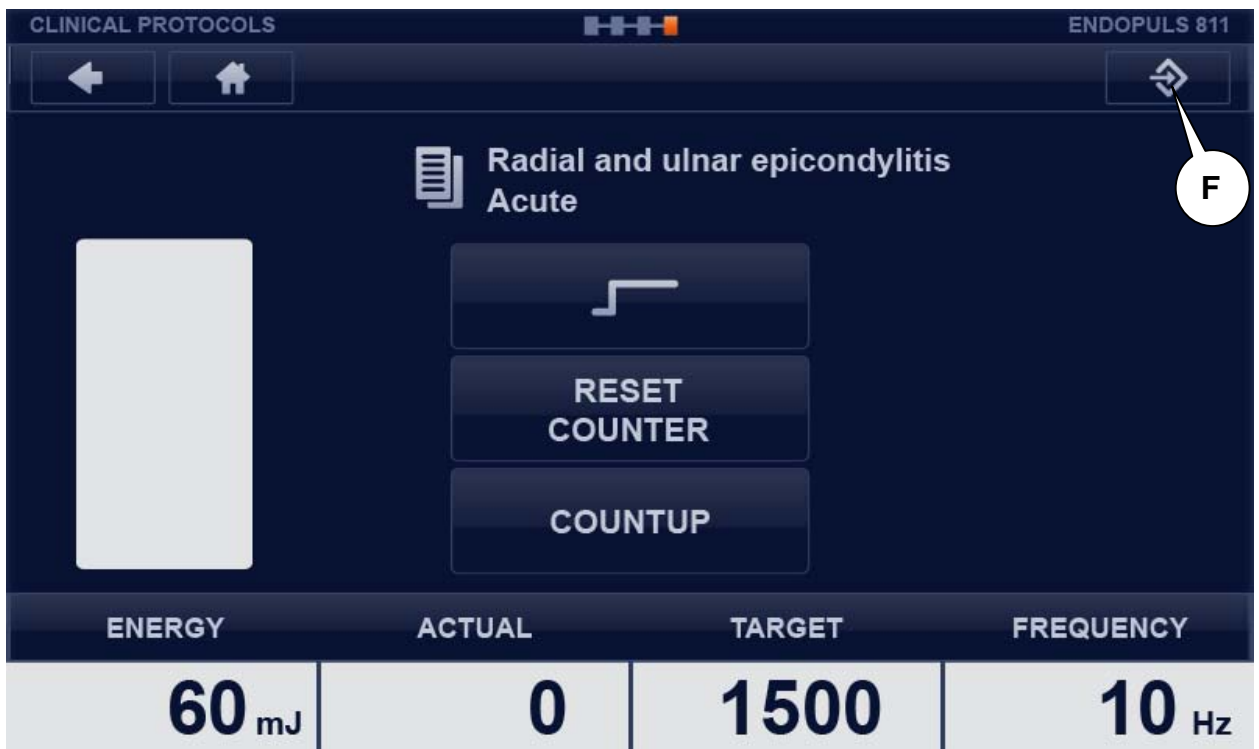 CLINICAL PROTOCOLS
ENDOPULS 811
F
Radial and ulnar epicondylitis
Acute
RESET
COUNTER
COUNTUP
ENERGY ACTUAL TARGET FREQUENCY
60 mJ 0 1500 10 Hz